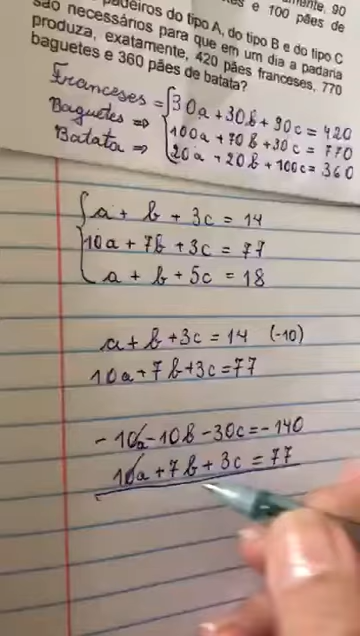 e 100 pães de
padeiros do tipo A, do tipo B e do tipo C
são necessários para que em um dia a padaria
produza, exatamente, 420 pães franceses, 770
baguetes e 360 pães de batata?
Franceses = 30a + 30b + 90c = 420
Baguetes ⇒ 100a + 70b + 30c = 770
Batata ⇒ 20a + 20b + 100c = 360
a + b + 3c = 14
10a + 7b + 3c = 77
a + b + 5c = 18
a + b + 3c = 14 (-10)
10a + 7b + 3c = 77
-10a - 10b - 30c = -140
10a + 7b + 3c = 77